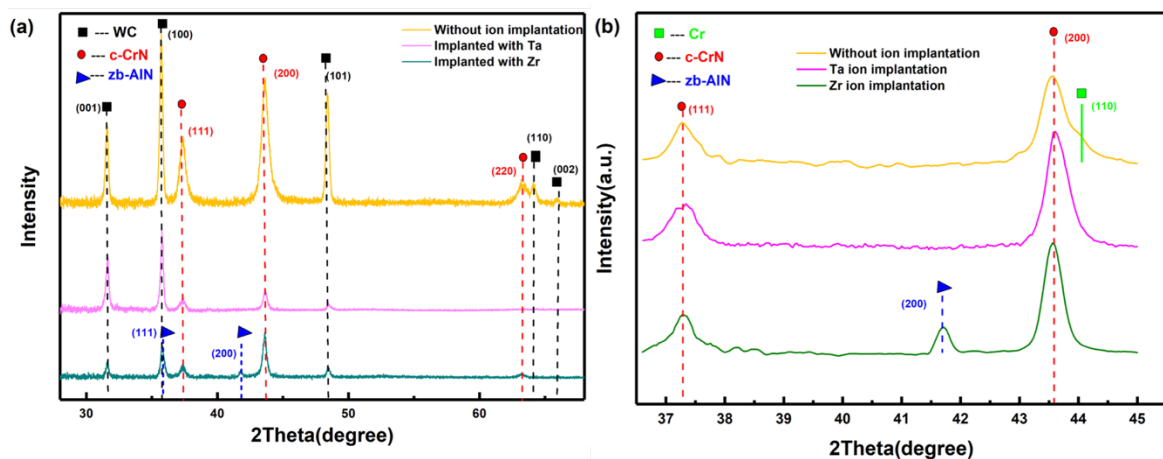 (a)
WC
c-CrN
zb-AlN
(100)
Without ion implantation
Implanted with Ta
Implanted with Zr
(001)
(111)
(200)
(101)
(220)
(110)
(002)
(111)
(200)
Intensity
30
40
50
60
2Theta(degree)
(b)
Cr
c-CrN
zb-AlN
Without ion implantation
Ta ion implantation
Zr ion implantation
(200)
(110)
(111)
(200)
Intensity(a.u.)
37
38
39
40
41
42
43
44
45
2Theta(degree)